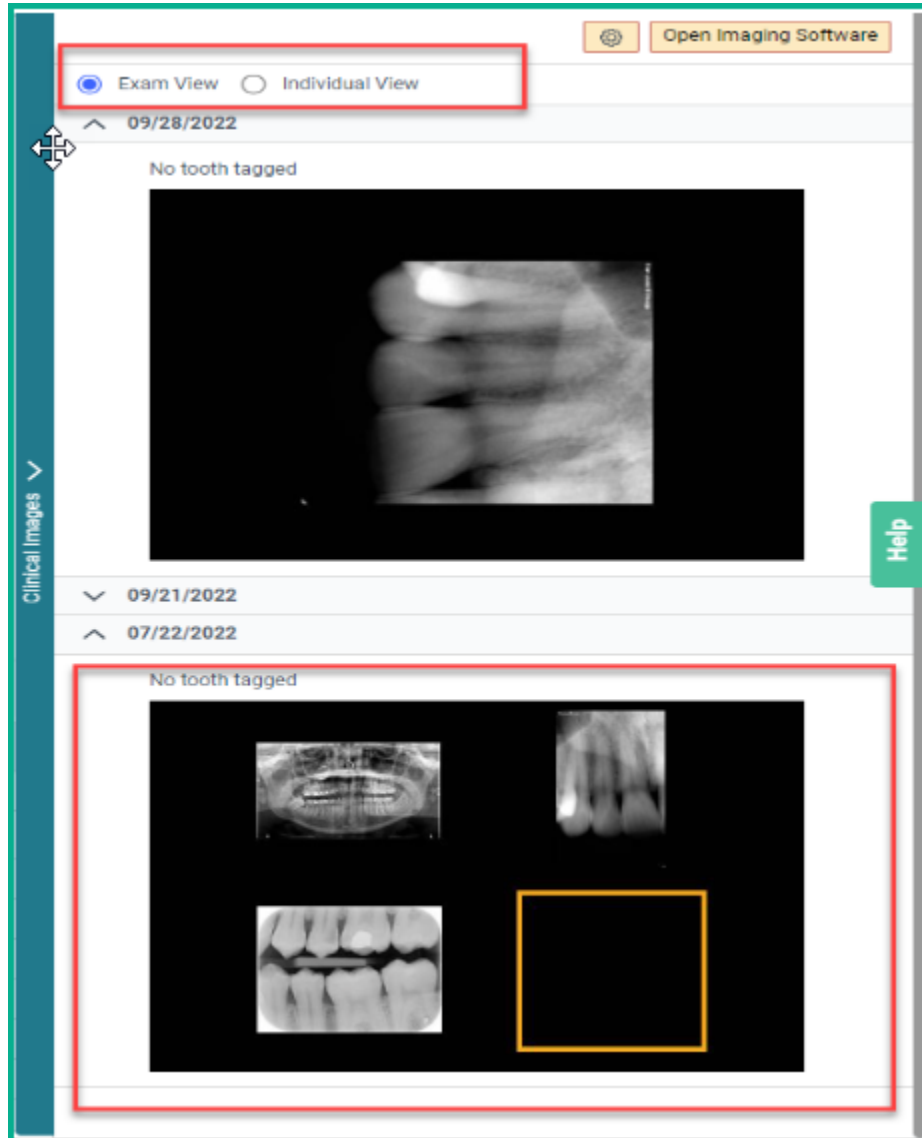 Open Imaging Software
Exam View
Individual View
09/28/2022
No tooth tagged
Clinical Images
Help
09/21/2022
07/22/2022
No tooth tagged